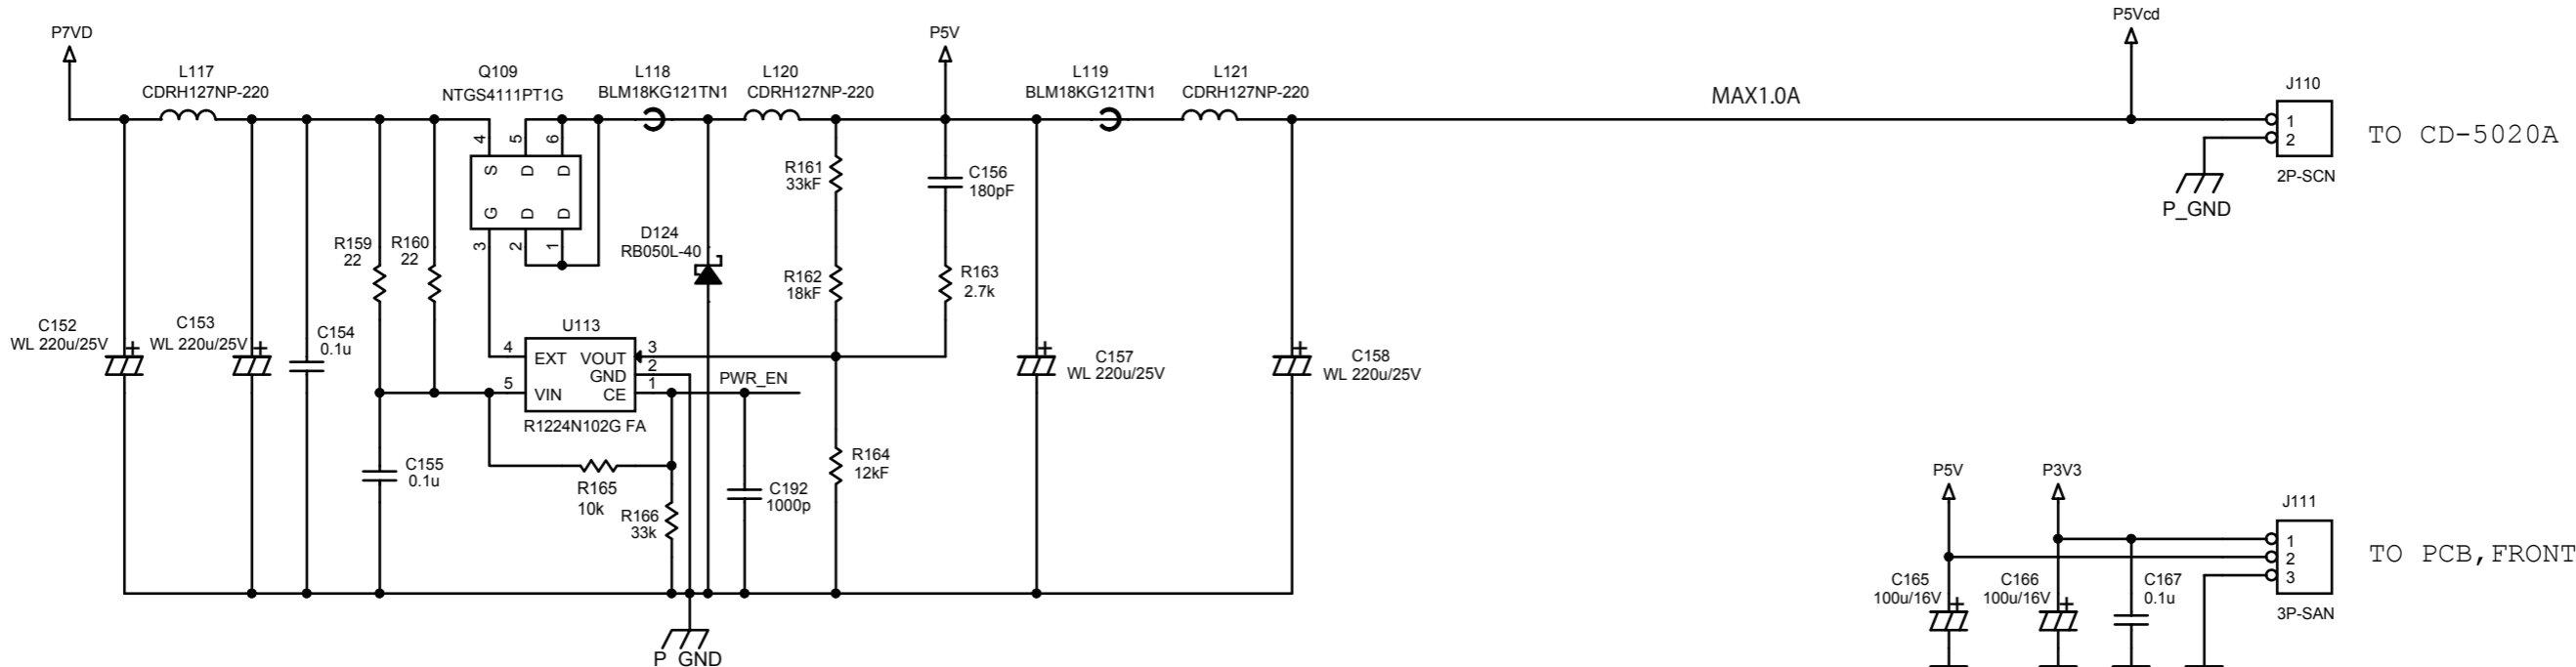 P7VD
P5V
P5Vcd
L117
CDRH127NP-220
Q109
NTGS4111PT1G
L118
BLM18KG121TN1
L120
CDRH127NP-220
L119
BLM18KG121TN1
L121
CDRH127NP-220
MAX1.0A
J110
1
2
2P-SCN
TO CD-5020A
P_GND
4
5
6
S
D
D
G
D
D
3
2
1
R159
22
R160
22
D124
RB050L-40
R161
33kF
R162
18kF
C156
180pF
R163
2.7k
C152
WL 220u/25V
+
C153
WL 220u/25V
+
C154
0.1u
U113
4
EXT
VOUT
3
GND
2
5
VIN
CE
1
PWR_EN
R1224N102G FA
C157
WL 220u/25V
+
C158
WL 220u/25V
+
C155
0.1u
R165
10k
R166
33k
C192
1000p
R164
12kF
P_GND
P5V
P3V3
J111
1
2
3
3P-SAN
TO PCB,FRONT
C165
100u/16V
+
C166
100u/16V
+
C167
0.1u